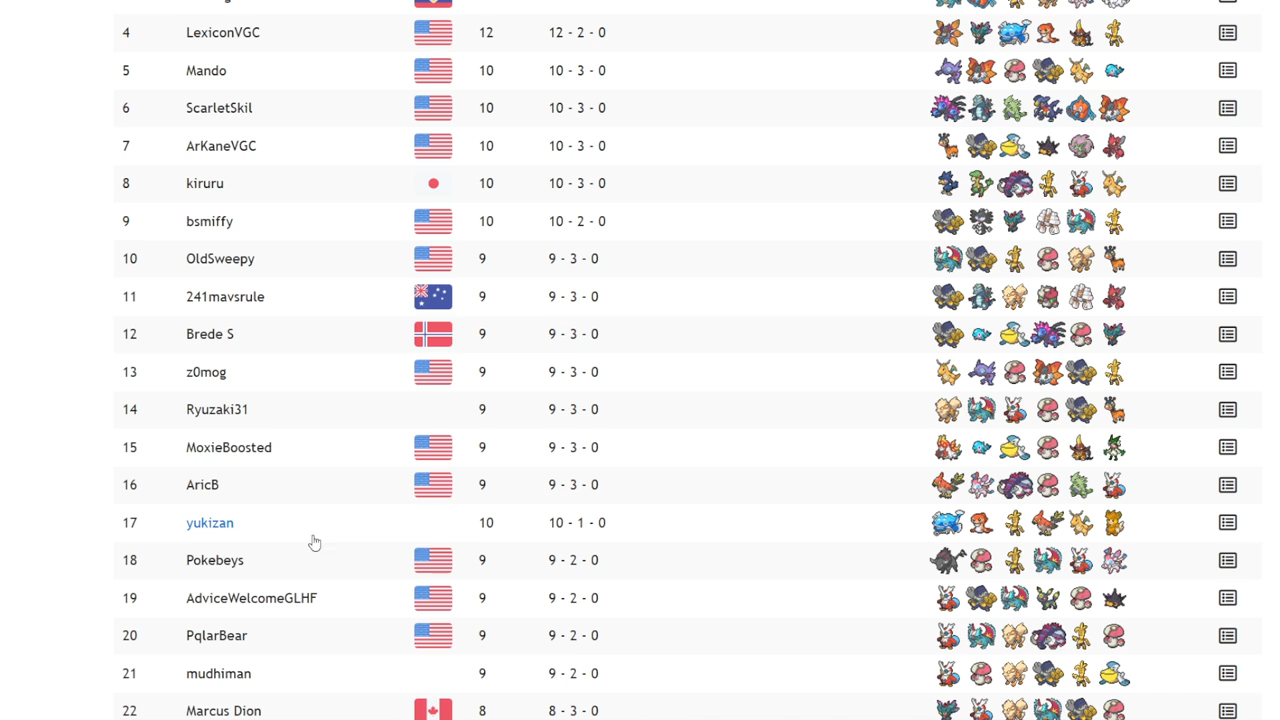 4 LexiconVGC 12 12 - 2 - 0
5 Mando 10 10 - 3 - 0
6 ScarletSkil 10 10 - 3 - 0
7 ArKaneVGC 10 10 - 3 - 0
8 kiruru 10 10 - 3 - 0
9 bsmiffy 10 10 - 2 - 0
10 OldSweepy 9 9 - 3 - 0
11 241mavsrule 9 9 - 3 - 0
12 Brede S 9 9 - 3 - 0
13 z0mog 9 9 - 3 - 0
14 Ryuzaki31 9 9 - 3 - 0
15 MoxieBoosted 9 9 - 3 - 0
16 AricB 9 9 - 3 - 0
17 yukizan 10 10 - 1 - 0
18 Pokebeys 9 9 - 2 - 0
19 AdviceWelcomeGLHF 9 9 - 2 - 0
20 PqlarBear 9 9 - 2 - 0
21 mudhiman 9 9 - 2 - 0
22 Marcus Dion 8 8 - 3 - 0